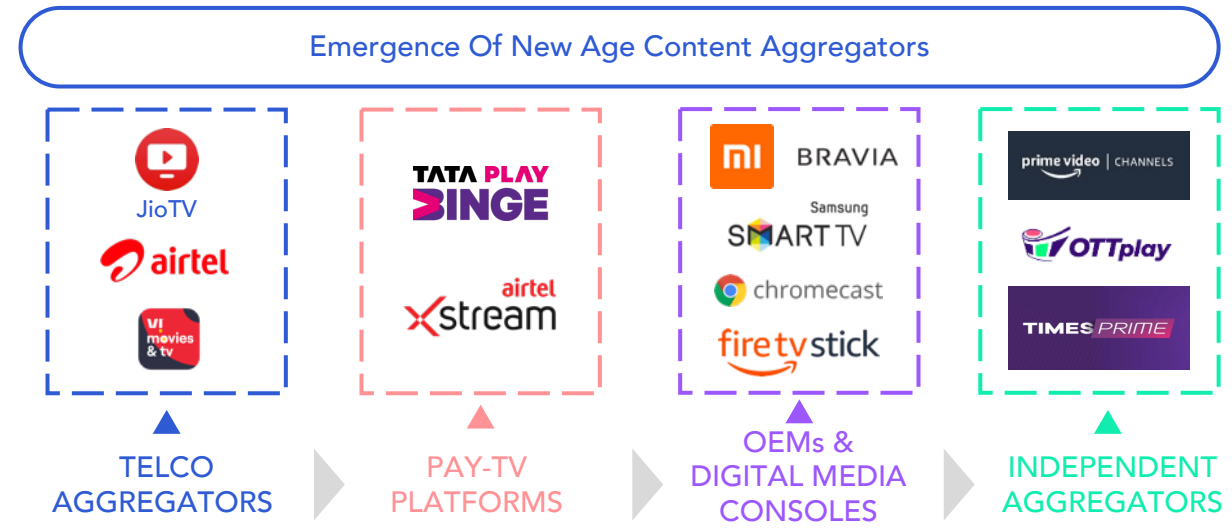 Emergence Of New Age Content Aggregators
JioTV
airtel
V!
movies
& tv
TELCO
AGGREGATORS
TATA PLAY
BINGE
airtel
xstream
PAY-TV
PLATFORMS
mi
BRAVIA
Samsung
SMART TV
chromecast
fire tv stick
OEMs &
DIGITAL MEDIA
CONSOLES
prime video | CHANNELS
OTTplay
TIMES PRIME
INDEPENDENT
AGGREGATORS